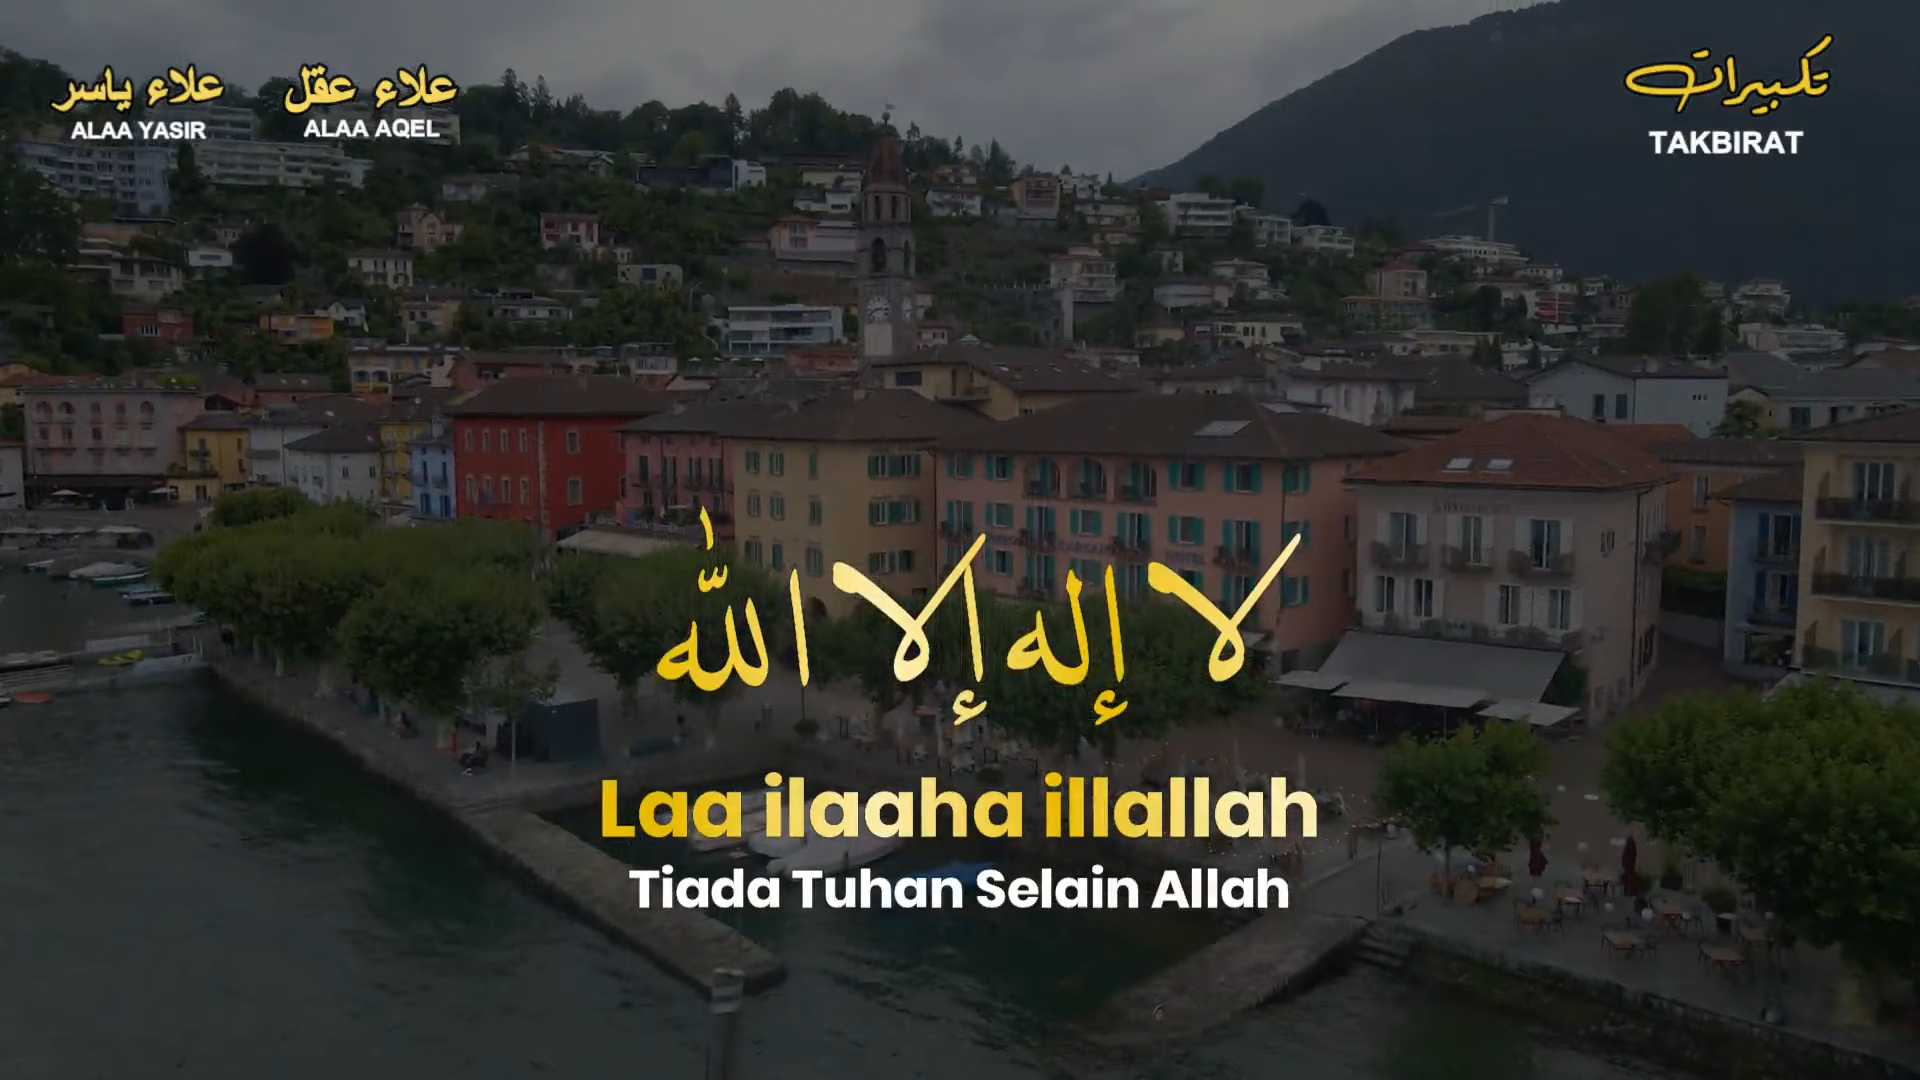 علاء ياسر
ALAA YASIR
علاء عقل
ALAA AQEL
تكبيرات
TAKBIRAT
لا إله إلا الله
Laa ilaaha illallah
Tiada Tuhan Selain Allah